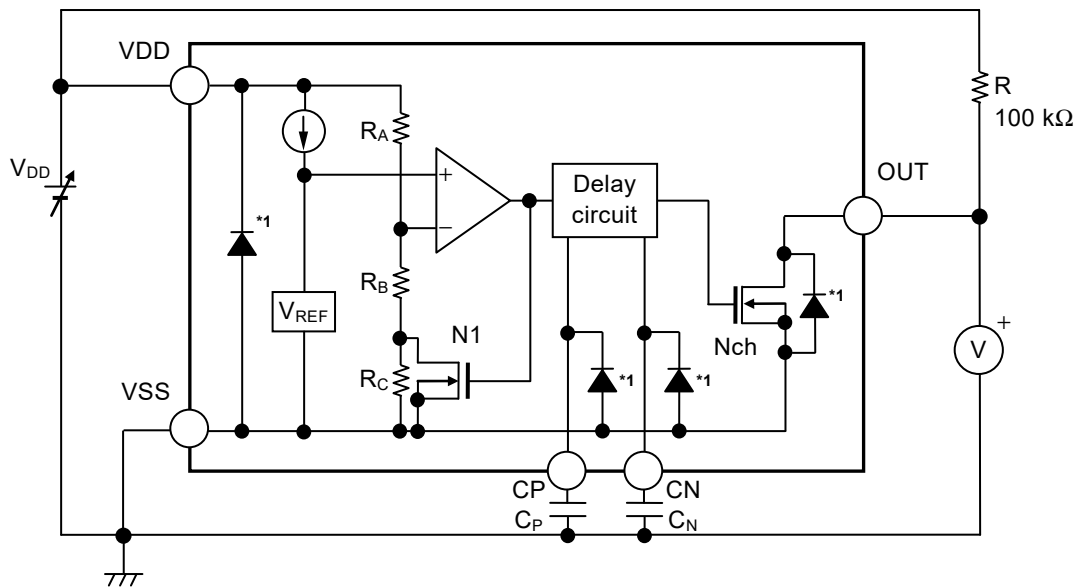 VDD
R
100 kΩ
RA
VDD
+
Delay
circuit
OUT
*1
−
RB
VREF
N1
*1
+
V
Nch
VSS
RC
*1
*1
CP
CN
CP
CN